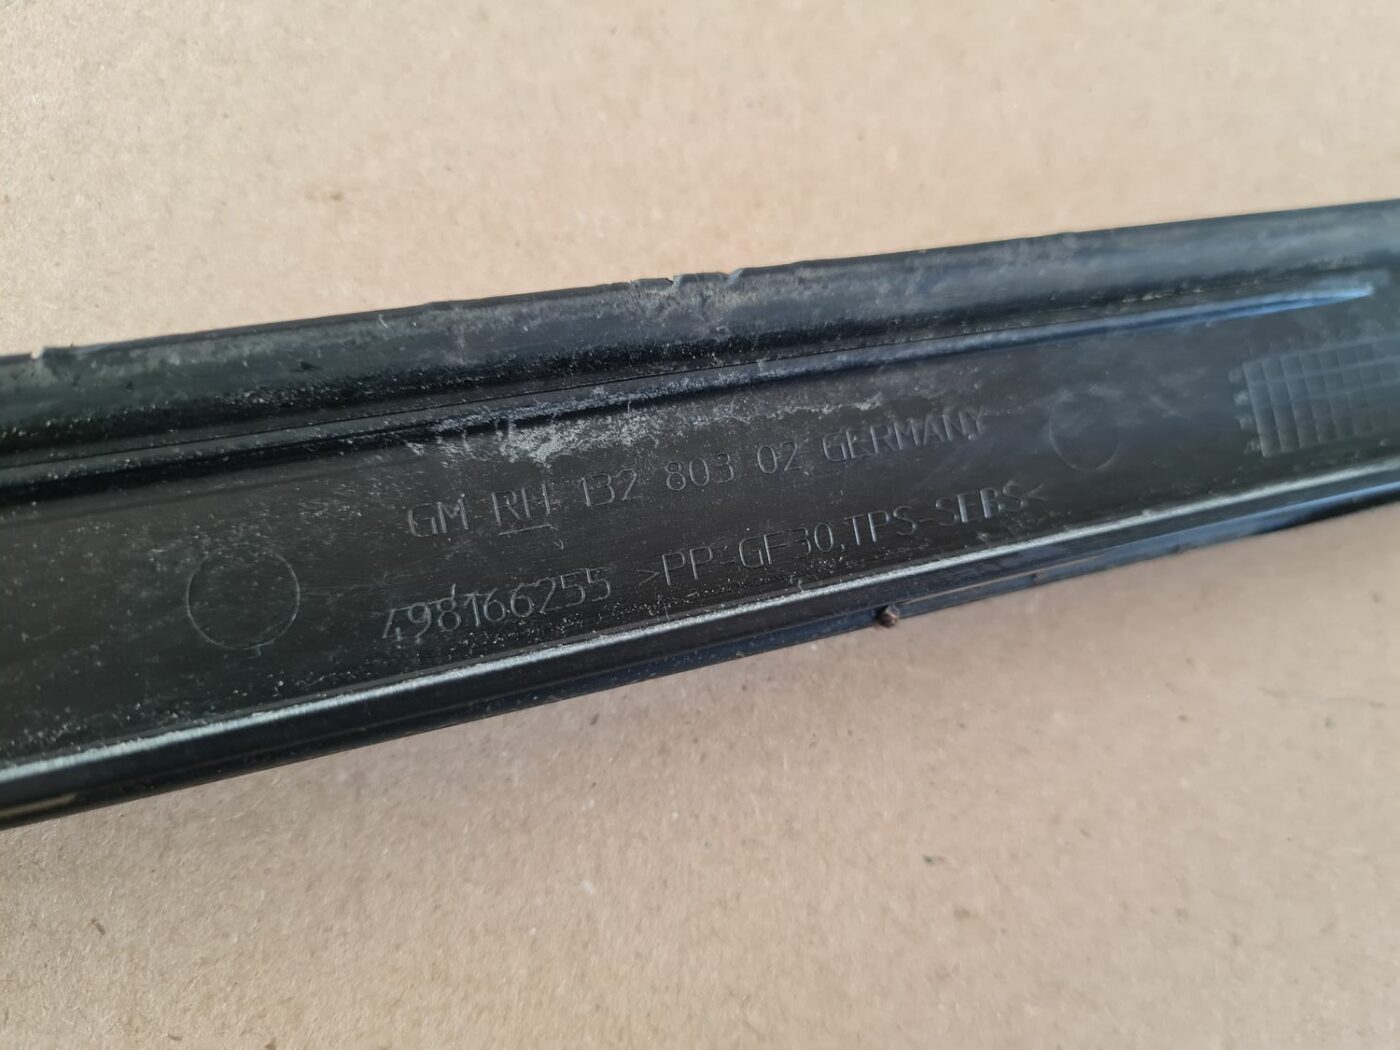 GM RH 132 803 02 GERMANY
498166255 >PP-GF30,TPS-SEBS<